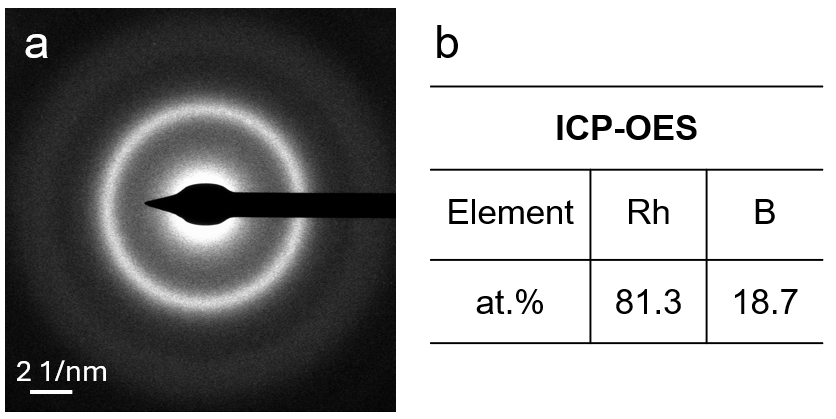 a
2 1/nm
b
ICP-OES
Element Rh B
at.% 81.3 18.7